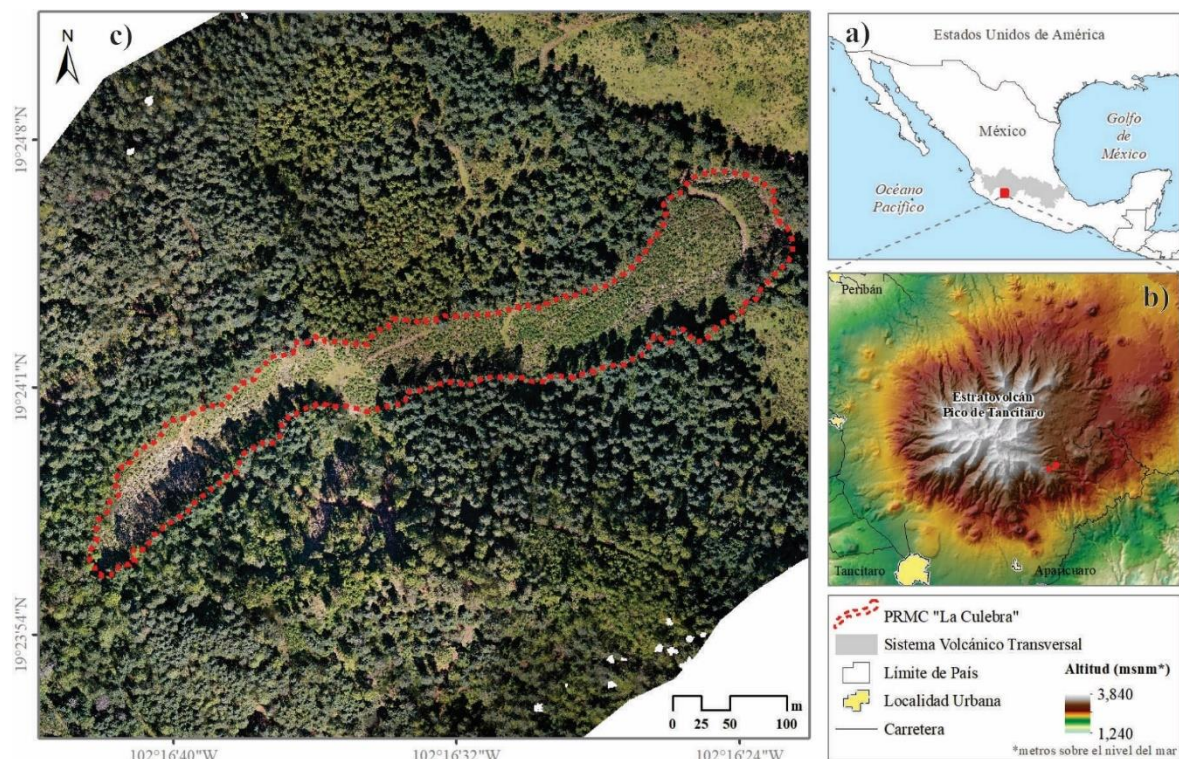 c)
N
19°24'8"N
19°24'1"N
19°23'54"N
102°16'40"W
102°16'32"W
102°16'24"W
m
0 25 50 100
a)
Estados Unidos de América
México
Golfo
de
México
Océano
Pacífico
b)
Peribán
Estratovolcán
Pico de Tancítaro
Tancítaro
Aparicuaro
PRMC "La Culebra"
Sistema Volcánico Transversal
Límite de País
Localidad Urbana
Carretera
Altitud (msnm*)
3,840
1,240
*metros sobre el nivel del mar